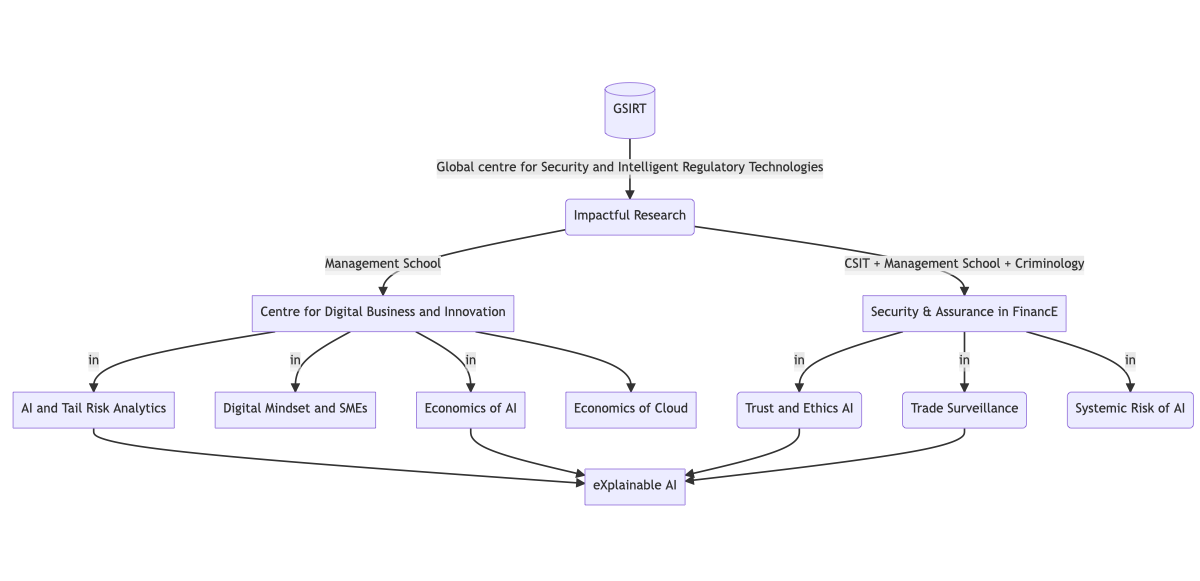 GSIRT
Global centre for Security and Intelligent Regulatory Technologies
Impactful Research
Management School
CSIT + Management School + Criminology
Centre for Digital Business and Innovation
Security & Assurance in FinancE
in
in
in
in
in
in
AI and Tail Risk Analytics
Digital Mindset and SMEs
Economics of AI
Economics of Cloud
Trust and Ethics AI
Trade Surveillance
Systemic Risk of AI
eXplainable AI